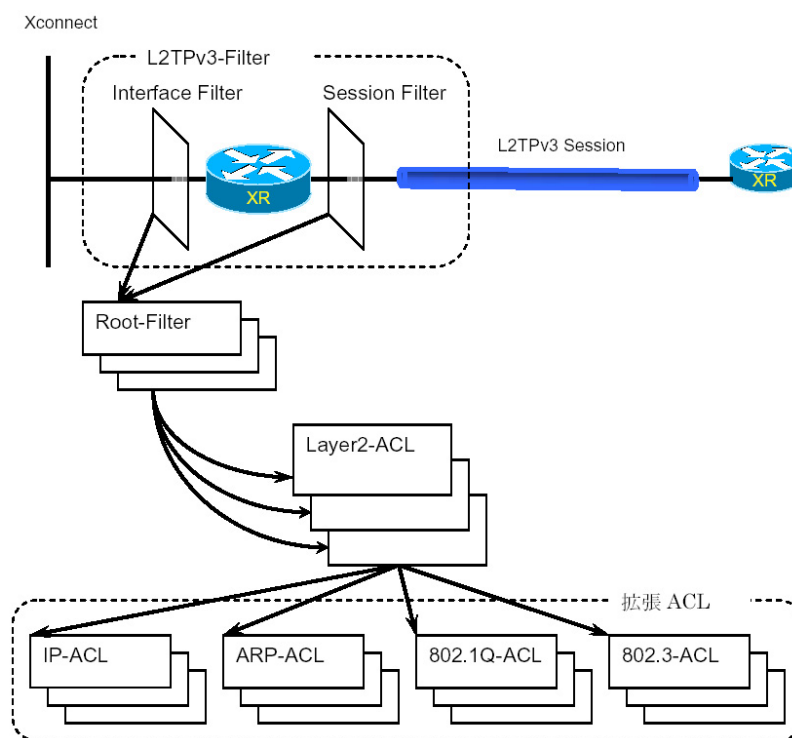 Xconnect
L2TPv3-Filter
Interface Filter
Session Filter
L2TPv3 Session
XR
XR
Root-Filter
Layer2-ACL
拡張 ACL
IP-ACL
ARP-ACL
802.1Q-ACL
802.3-ACL